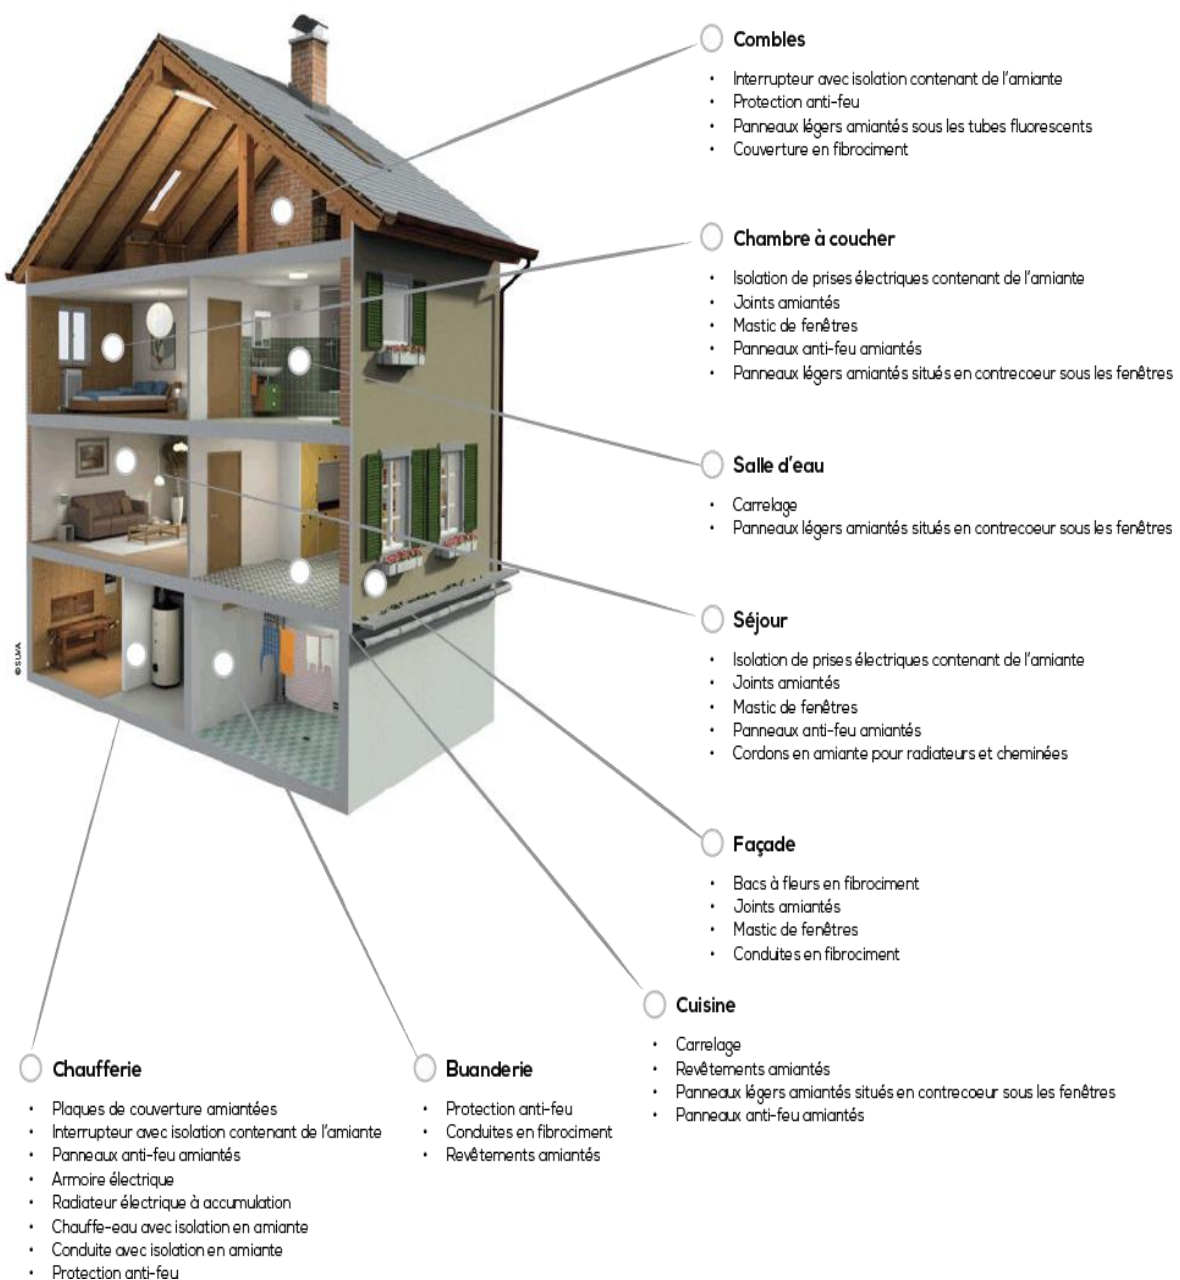 Combles
• Interrupteur avec isolation contenant de l'amiante
• Protection anti-feu
• Panneaux légers amiantés sous les tubes fluorescents
• Couverture en fibrociment
Chambre à coucher
• Isolation de prises électriques contenant de l'amiante
• Joints amiantés
• Mastic de fenêtres
• Panneaux anti-feu amiantés
• Panneaux légers amiantés situés en contrecoeur sous les fenêtres
Salle d'eau
• Carrelage
• Panneaux légers amiantés situés en contrecoeur sous les fenêtres
Séjour
• Isolation de prises électriques contenant de l'amiante
• Joints amiantés
• Mastic de fenêtres
• Panneaux anti-feu amiantés
• Cordons en amiante pour radiateurs et cheminées
©SUVA
Façade
• Bacs à fleurs en fibrociment
• Joints amiantés
• Mastic de fenêtres
• Conduites en fibrociment
Cuisine
• Carrelage
• Revêtements amiantés
• Panneaux légers amiantés situés en contrecoeur sous les fenêtres
• Panneaux anti-feu amiantés
Chaufferie
• Plaques de couverture amiantées
• Interrupteur avec isolation contenant de l'amiante
• Panneaux anti-feu amiantés
• Armoire électrique
• Radiateur électrique à accumulation
• Chauffe-eau avec isolation en amiante
• Conduite avec isolation en amiante
• Protection anti-feu
Buanderie
• Protection anti-feu
• Conduites en fibrociment
• Revêtements amiantés